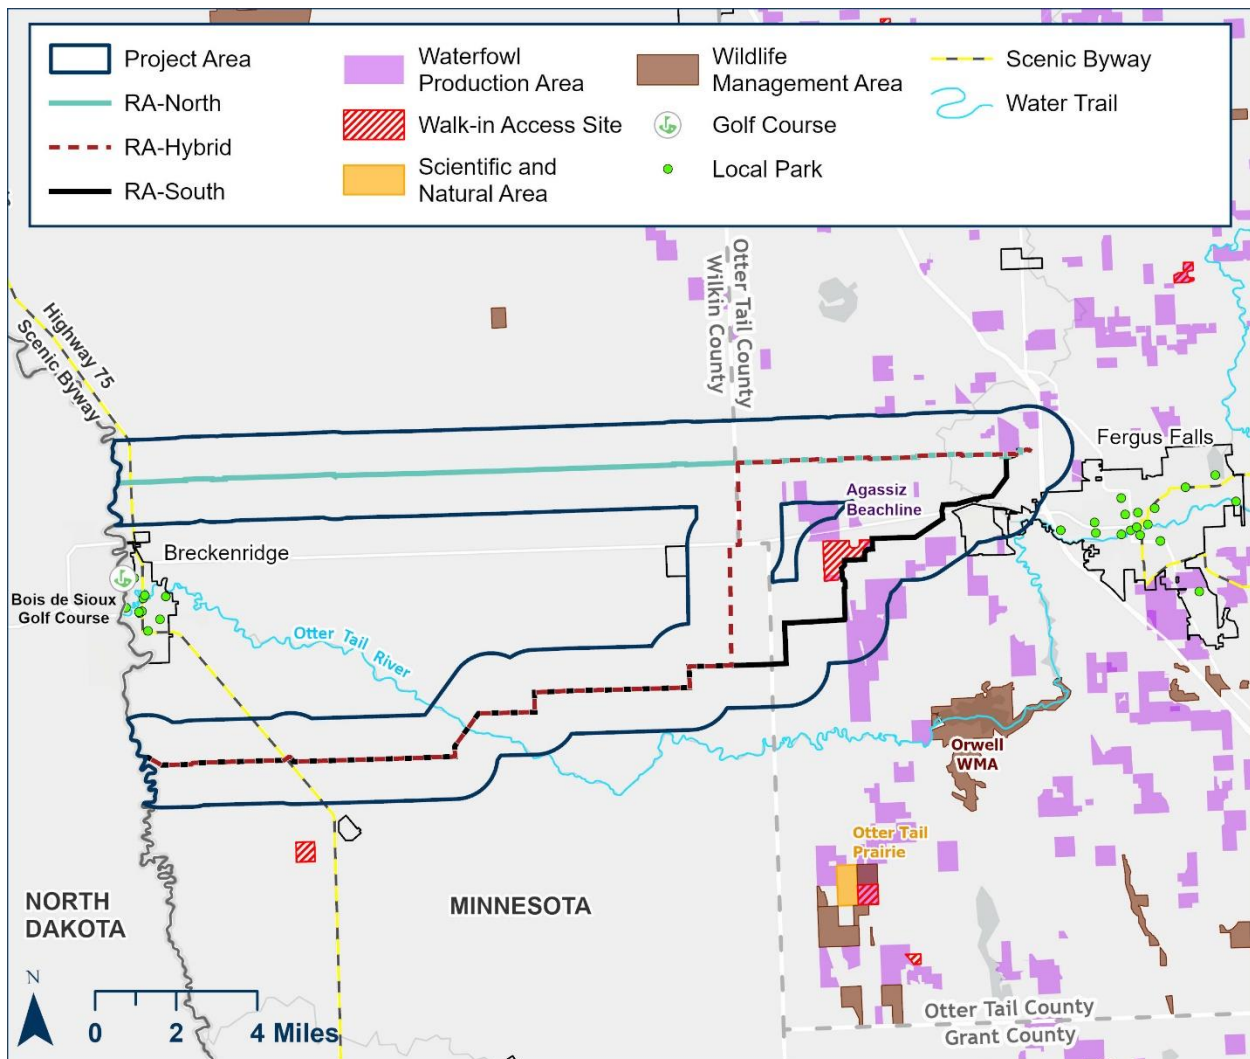 Project Area
RA-North
RA-Hybrid
RA-South
Waterfowl
Production Area
Walk-in Access Site
Scientific and
Natural Area
Wildlife
Management Area
Golf Course
Local Park
Scenic Byway
Water Trail
Otter Tail County
Wilkin County
Highway 75
Scenic Byway
Fergus Falls
Agassiz
Beachline
Breckenridge
Bois de Sioux
Golf Course
Otter Tail River
Orwell
WMA
Otter Tail
Prairie
NORTH
DAKOTA
MINNESOTA
N
0 2 4 Miles
Otter Tail County
Grant County